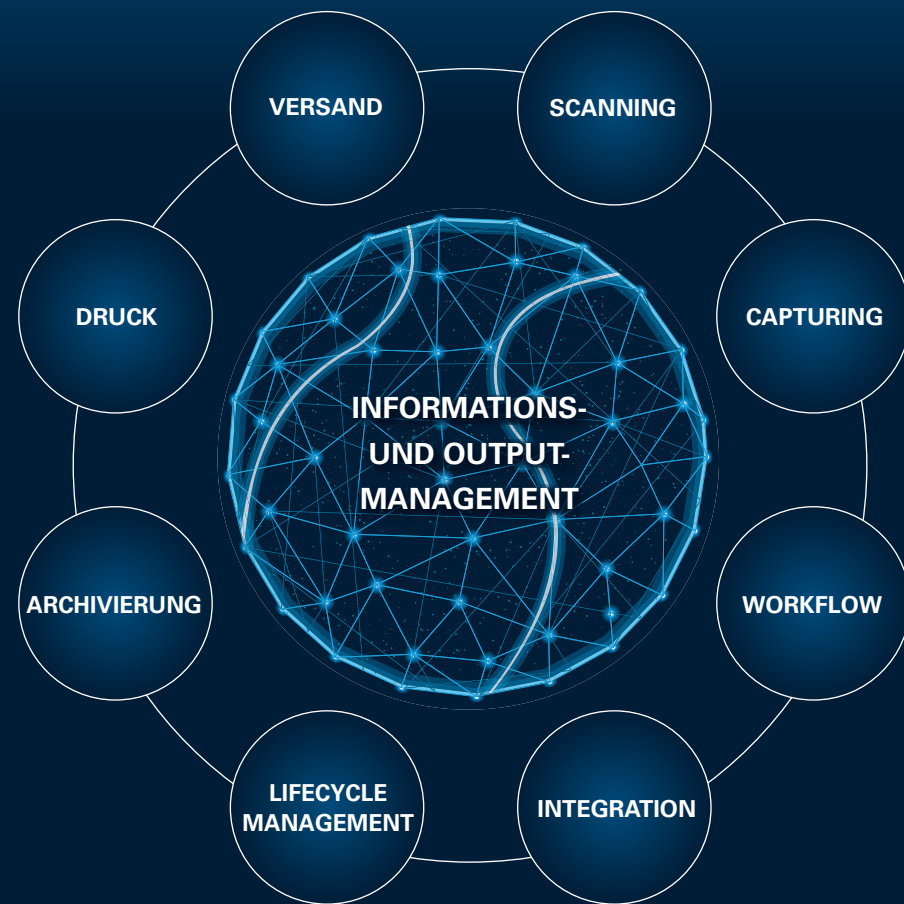 VERSAND
SCANNING
DRUCK
CAPTURING
INFORMATIONS-
UND OUTPUT-
MANAGEMENT
ARCHIVIERUNG
WORKFLOW
LIFECYCLE
MANAGEMENT
INTEGRATION